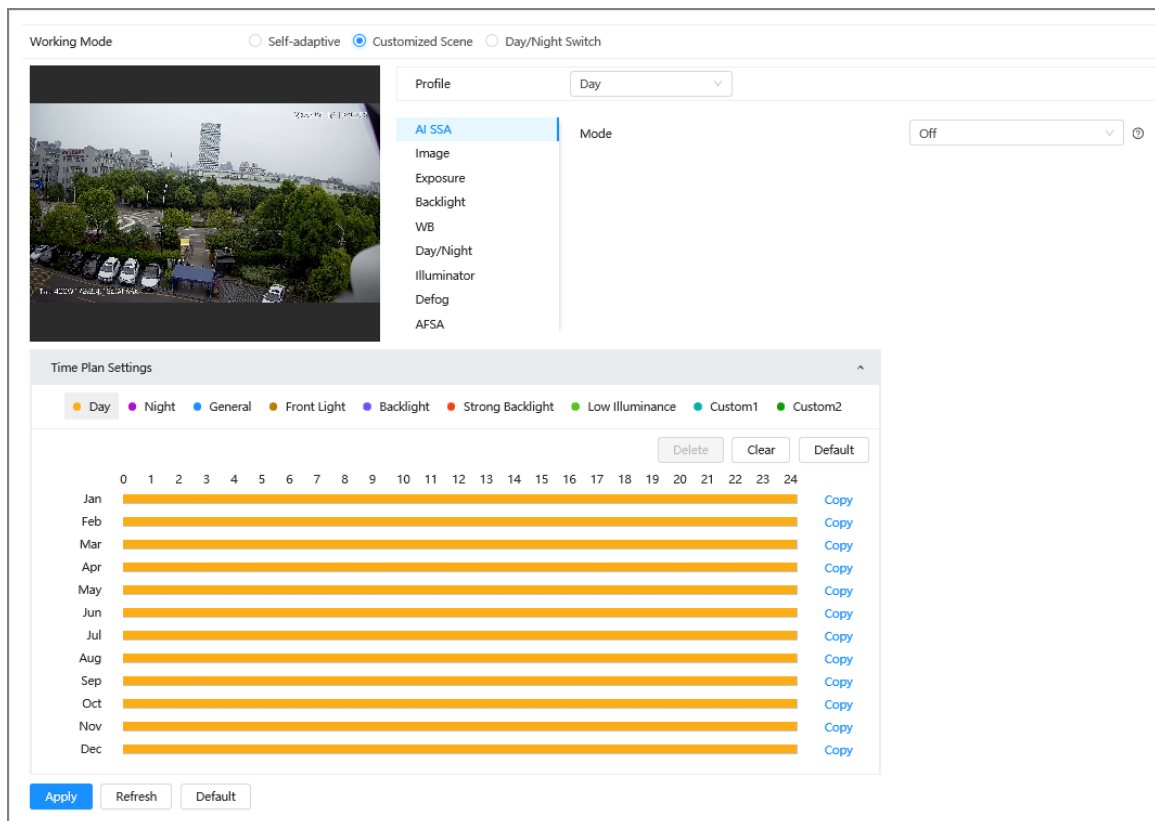 Working Mode Self-adaptive Customized Scene Day/Night Switch
Profile Day
AI SSA
Mode Off
Image
Exposure
Backlight
WB
Day/Night
Illuminator
Defog
AFSA
Time Plan Settings
Day Night General Front Light Backlight Strong Backlight Low Illuminance Custom1 Custom2
Delete Clear Default
0 1 2 3 4 5 6 7 8 9 10 11 12 13 14 15 16 17 18 19 20 21 22 23 24
Jan Copy
Feb Copy
Mar Copy
Apr Copy
May Copy
Jun Copy
Jul Copy
Aug Copy
Sep Copy
Oct Copy
Nov Copy
Dec Copy
Apply Refresh Default